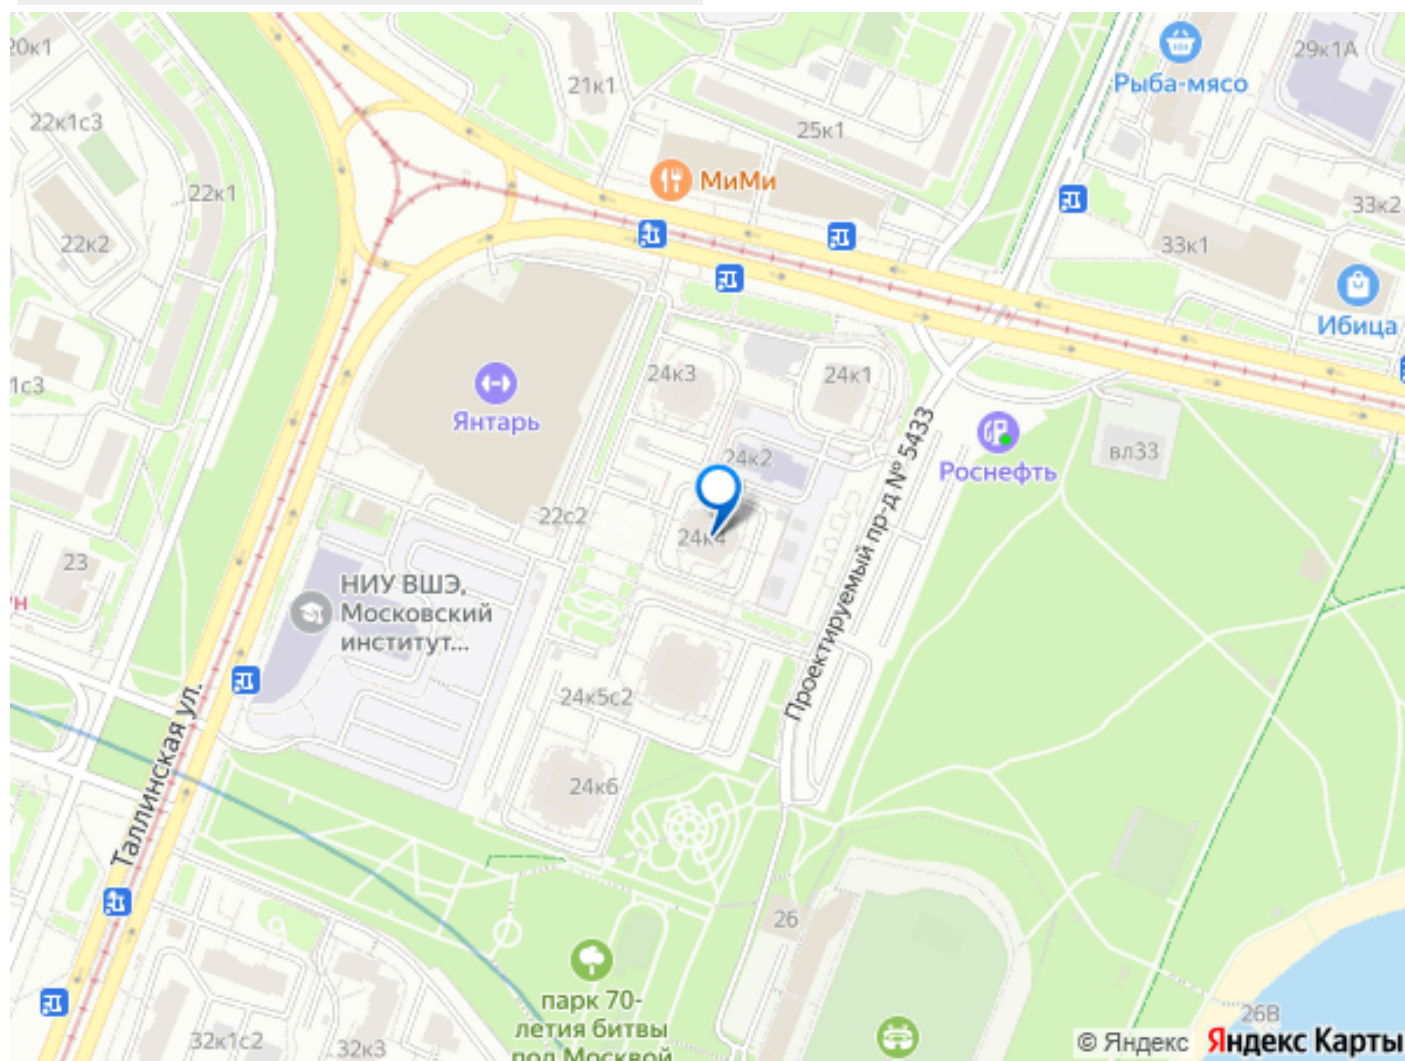 20к1
29к1А
Рыба-мясо
21к1
22к1с3
25к1
МиМи
22к1
33к2
22к2
33к1
Ибица
24к3
24к1
1с3
Янтарь
24к2
вл33
Роснефть
Проектируемый пр-д № 5433
22с2
24к4
23
НИУ ВШЭ,
Московский
институт...
н
24к5с2
Таллинская ул.
24к6
26
парк 70-
летия битвы
под Москвой
26В
32к1с2
32к3
© Яндекс Яндекс Карты